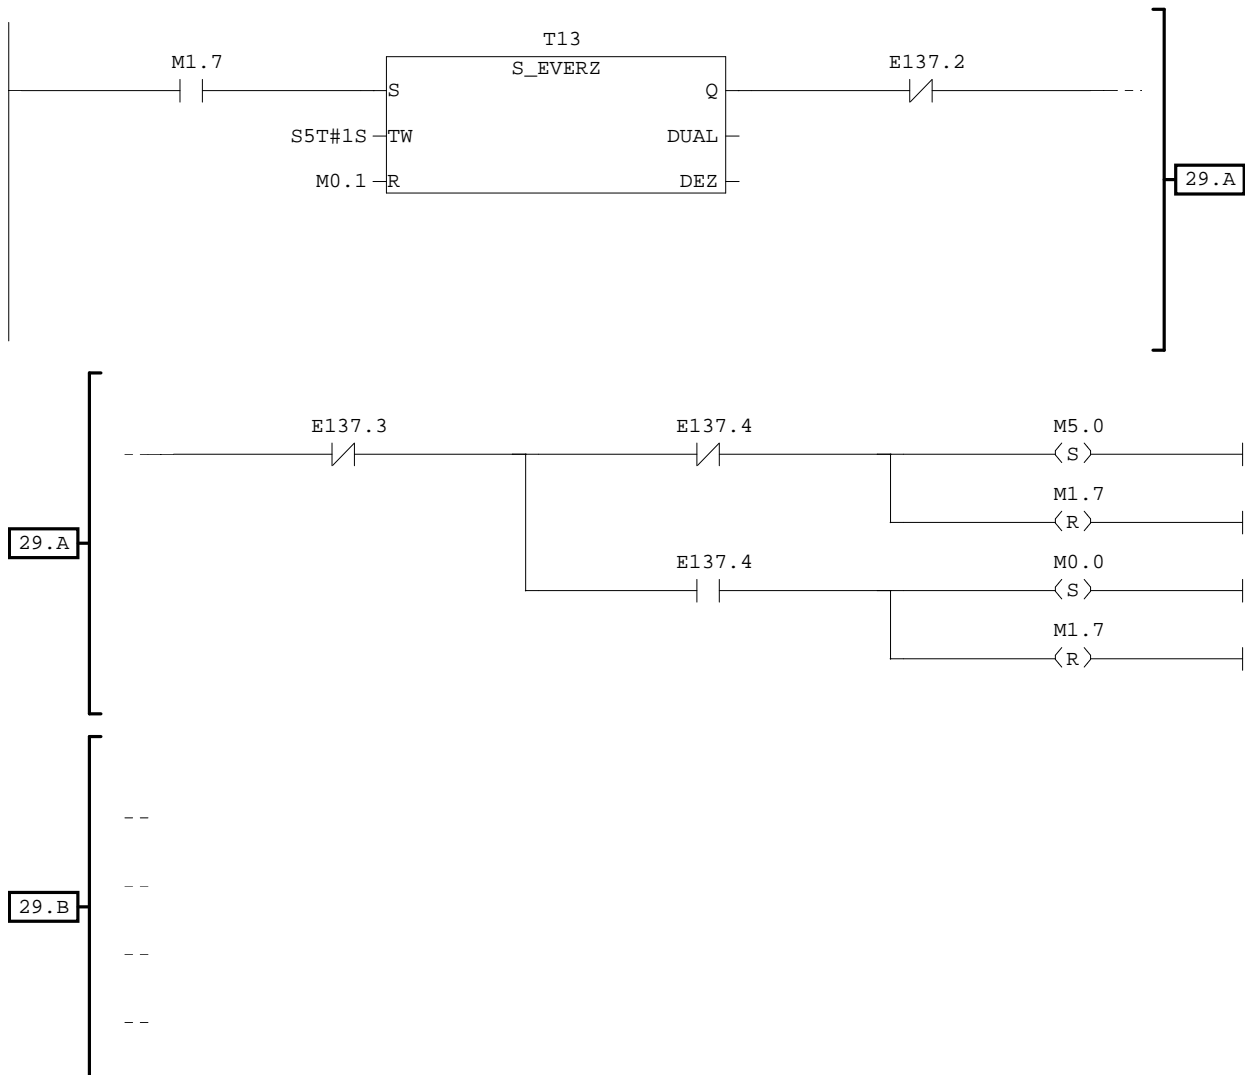 T13
M1.7
S_EVERZ
E137.2
S
Q
S5T#1S
TW
DUAL
M0.1
R
DEZ
29.A
E137.3
E137.4
M5.0
S
M1.7
R
29.A
E137.4
M0.0
S
M1.7
R
29.B